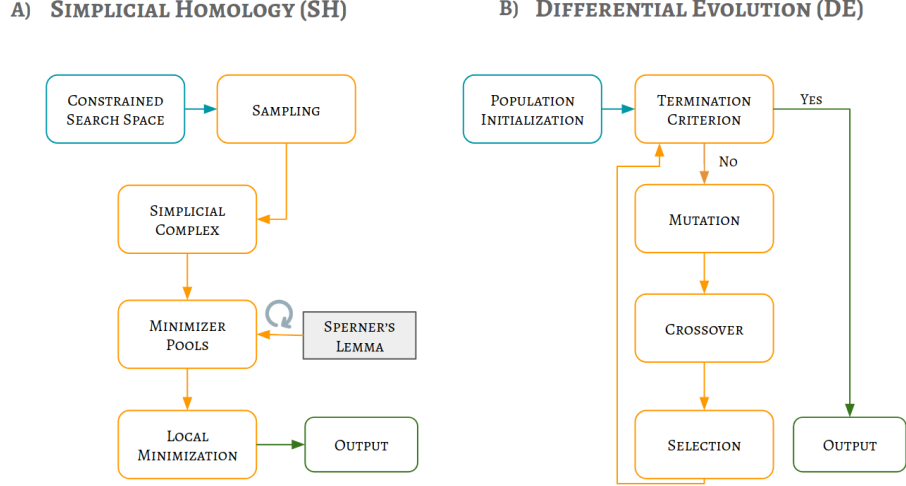 A) Simplicial Homology (SH)
Constrained
Search Space
Sampling
Simplicial
Complex
Minimizer
Pools
Sperner's
Lemma
Local
Minimization
Output
B) Differential Evolution (DE)
Population
Initialization
Termination
Criterion
Yes
No
Mutation
Crossover
Selection
Output